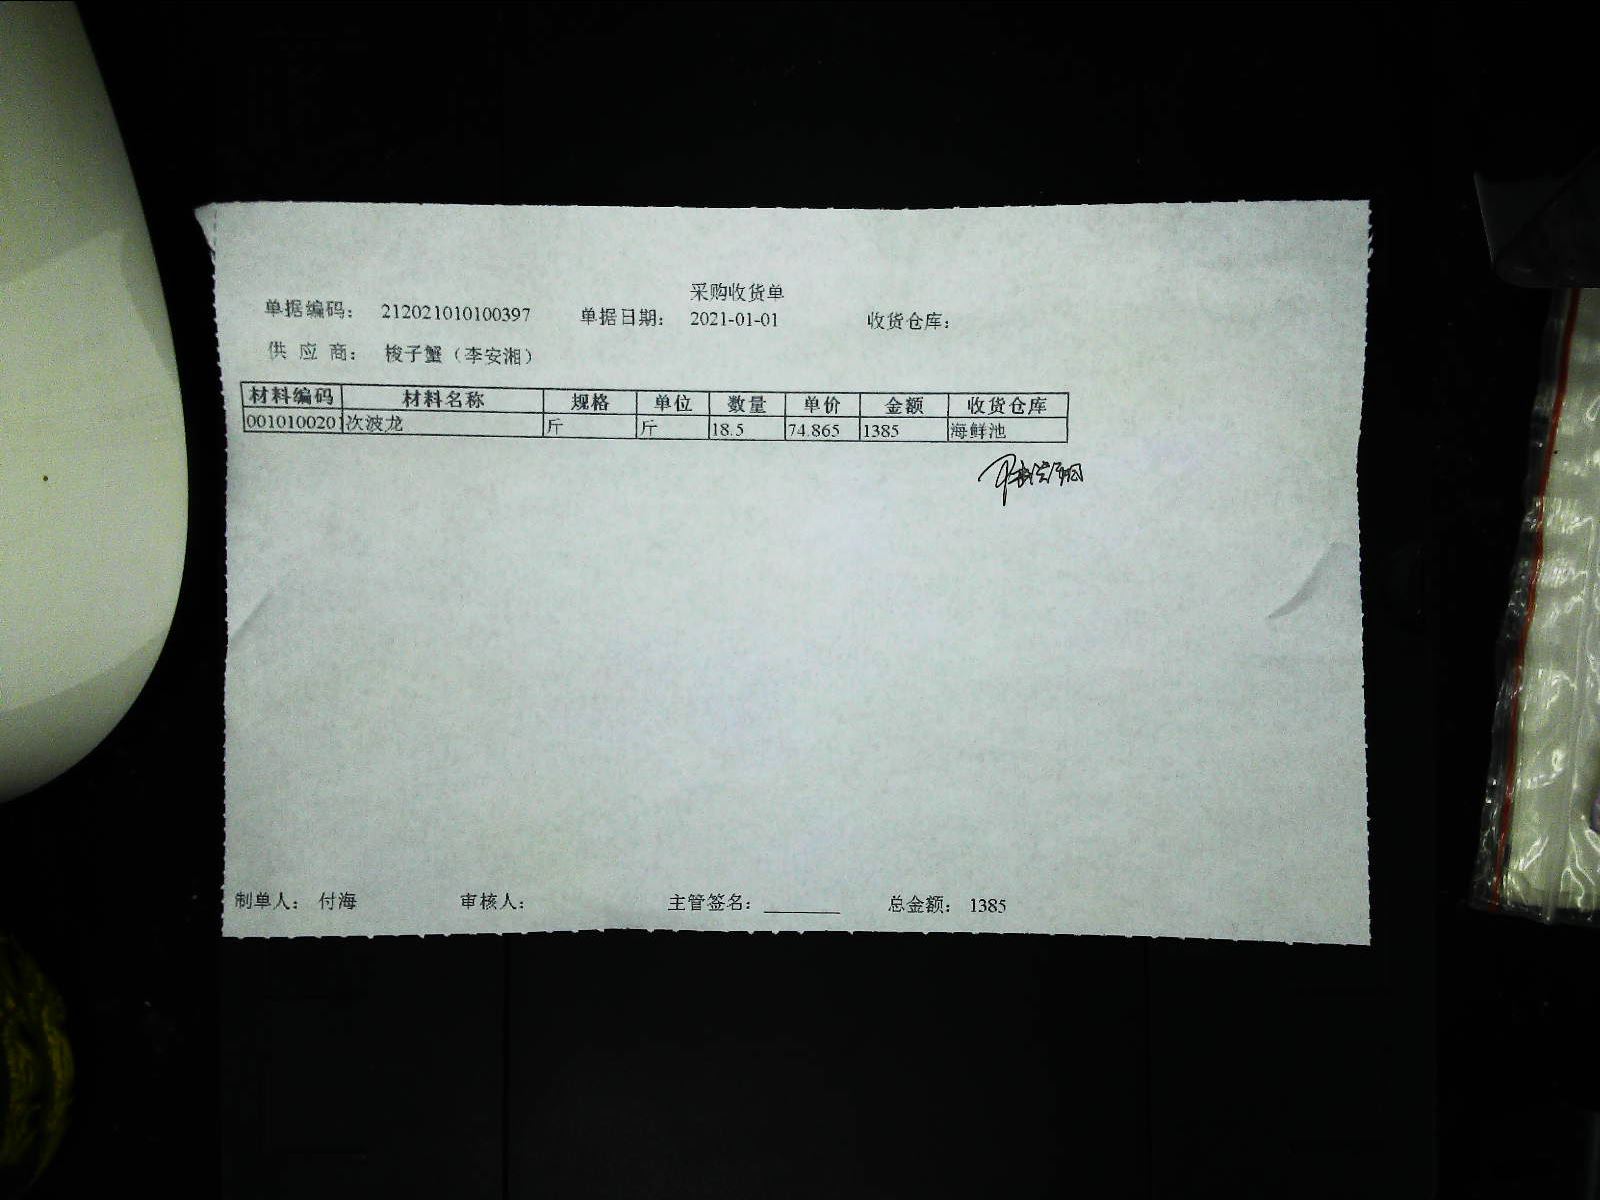 采购收货单
单据编码： 212021010100397 单据日期： 2021-01-01 收货仓库：
供 应 商： 梭子蟹（李安湘）
材料编码 材料名称 规格 单位 数量 单价 金额 收货仓库
0010100201 次波龙 斤 斤 18.5 74.865 1385 海鲜池
制单人： 付海 审核人： 主管签名： ________ 总金额： 1385